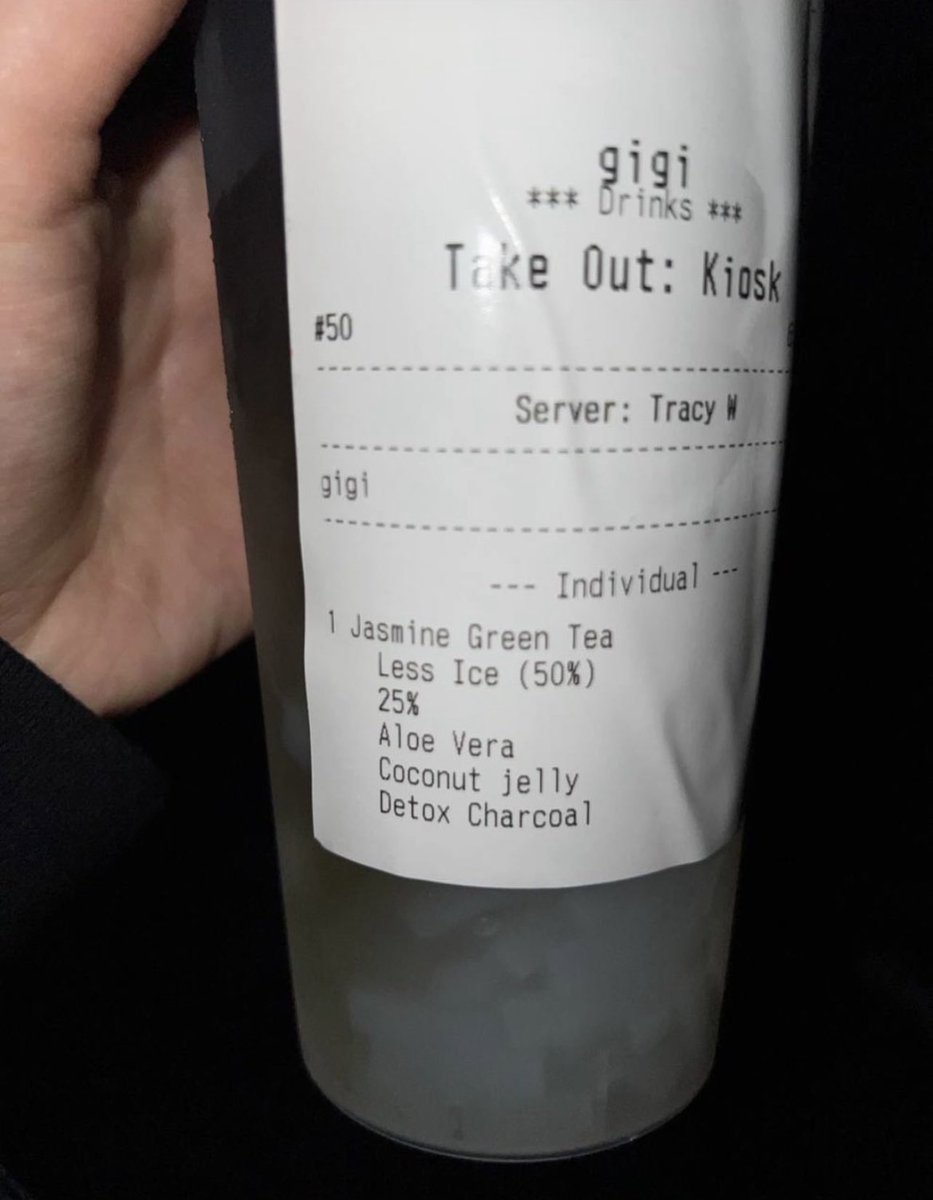 gigi
*** Drinks ***
Take Out: Kiosk
#50
Server: Tracy W
gigi
--- Individual ---
1 Jasmine Green Tea
Less Ice (50%)
25%
Aloe Vera
Coconut jelly
Detox Charcoal